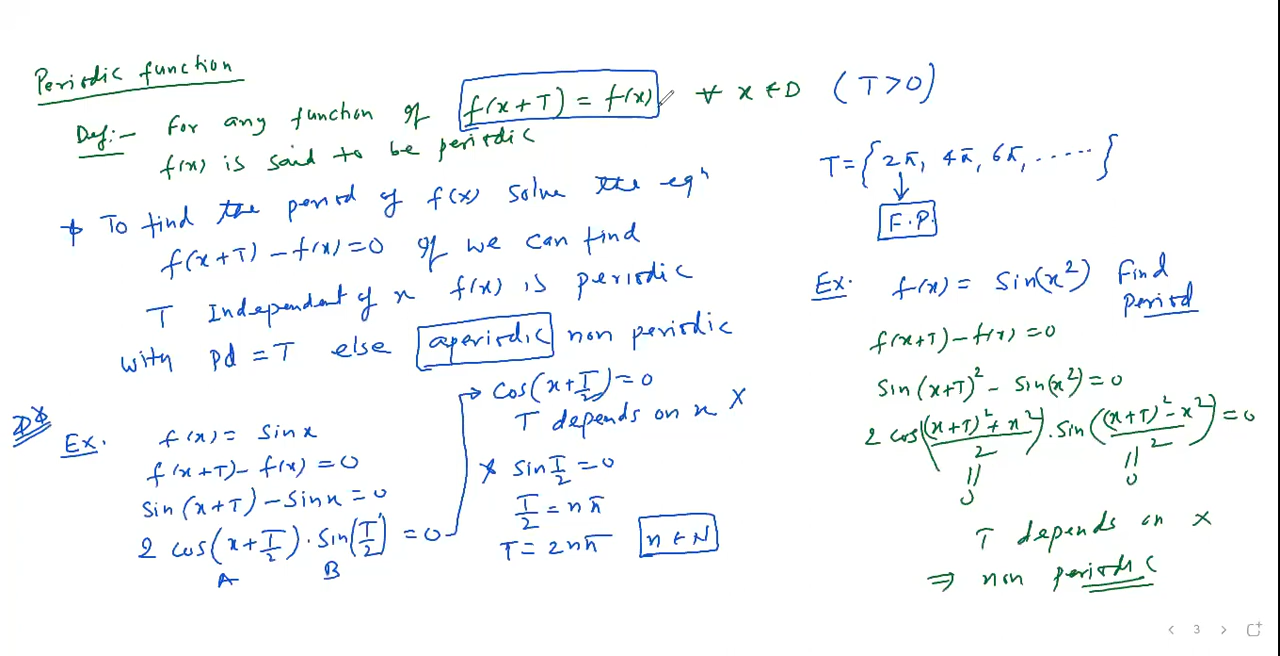 Periodic function
Def:- For any function if f(x+T) = f(x) ∀ x ∈ D (T>0)
f(x) is said to be periodic
* To find the period of f(x) solve the eqn
f(x+T) - f(x) = 0 if we can find
T Independent of x f(x) is periodic
with Pd = T else aperiodic non periodic
Ex. f(x) = sinx
f(x+T) - f(x) = 0
sin(x+T) - sinx = 0
2 cos(x+T/2) . sin(T/2) = 0
A B
cos(x+T/2) = 0
T depends on x X
* sin T/2 = 0
T/2 = nπ
T = 2nπ n ∈ N
T = {2π, 4π, 6π, .....}
F.P.
Ex. f(x) = sin(x²) Find
Period
f(x+T) - f(x) = 0
sin(x+T)² - sin(x²) = 0
2 cos((x+T)² + x²)/2) . sin((x+T)² - x²)/2) = 0
|| ||
0 0
T depends on x
⇒ non periodic
< 3 >